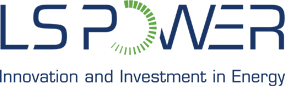 LS POWER
Innovation and Investment in Energy